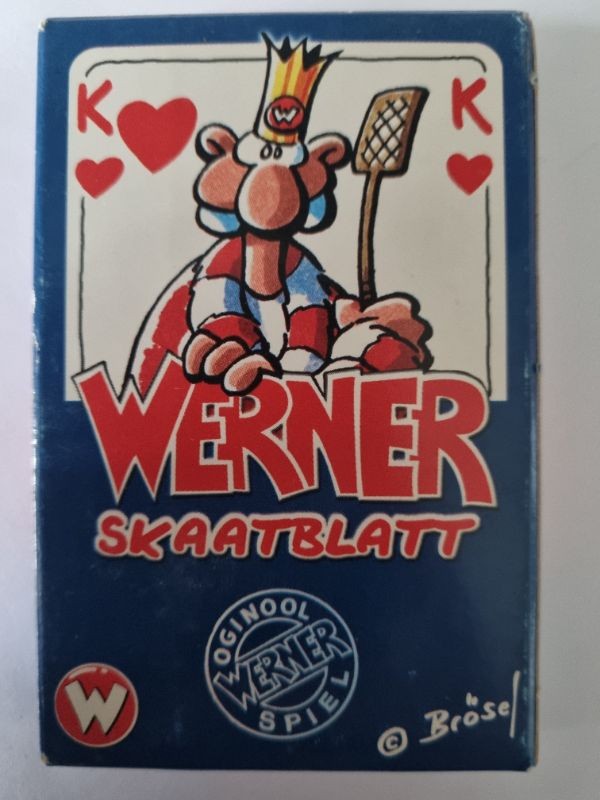 K K
W
WERNER
SKAATBLATT
OGINOOL
WERNER
SPIEL
W
© Brösel